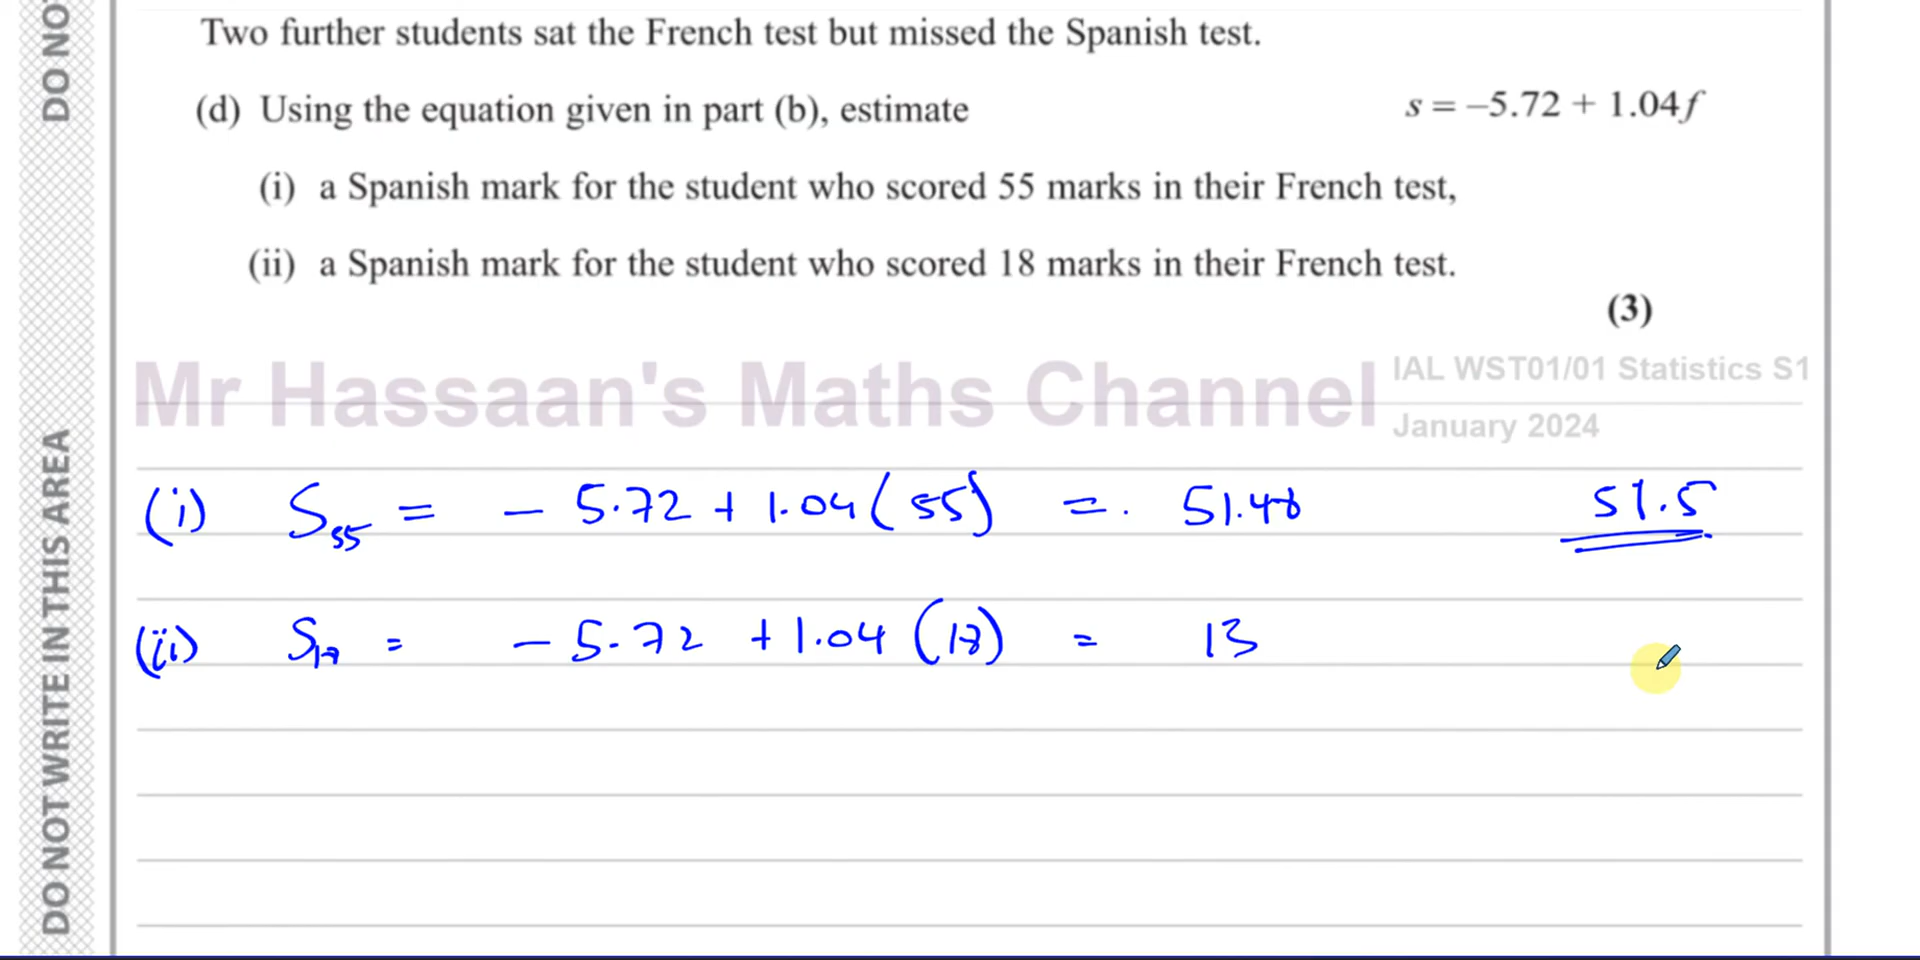 DO NO
Two further students sat the French test but missed the Spanish test.
(d) Using the equation given in part (b), estimate
s = −5.72 + 1.04f
(i) a Spanish mark for the student who scored 55 marks in their French test,
(ii) a Spanish mark for the student who scored 18 marks in their French test.
(3)
Mr Hassaan's Maths Channel
IAL WST01/01 Statistics S1
January 2024
DO NOT WRITE IN THIS AREA
(i) S55 = - 5.72 + 1.04(55) = . 51.48 51.5
(ii) = - 5.72 + 1.04 (18) = 13